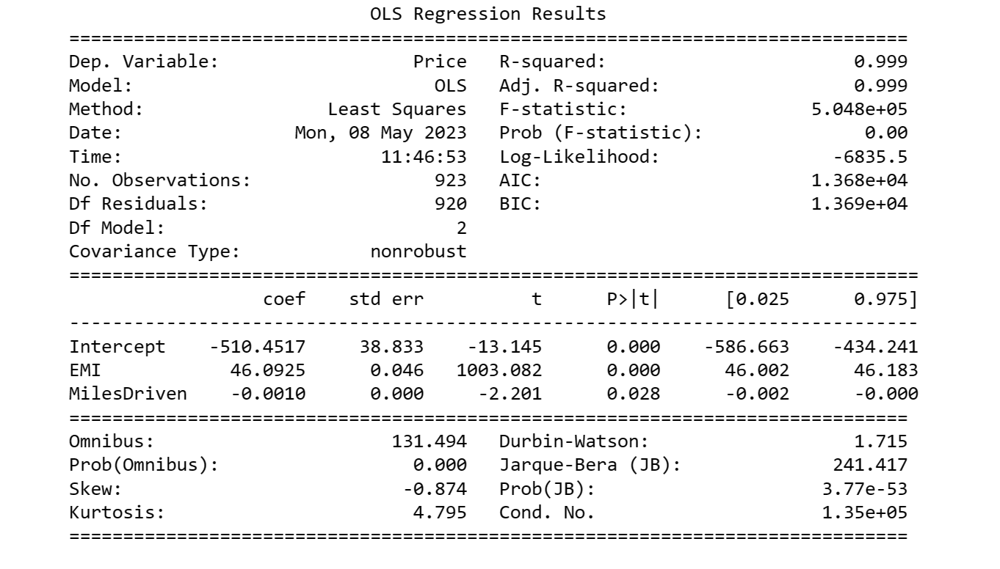 OLS Regression Results
==============================================================================
Dep. Variable: Price R-squared: 0.999
Model: OLS Adj. R-squared: 0.999
Method: Least Squares F-statistic: 5.048e+05
Date: Mon, 08 May 2023 Prob (F-statistic): 0.00
Time: 11:46:53 Log-Likelihood: -6835.5
No. Observations: 923 AIC: 1.368e+04
Df Residuals: 920 BIC: 1.369e+04
Df Model: 2
Covariance Type: nonrobust
===============================================================================
coef std err t P>|t| [0.025 0.975]
-------------------------------------------------------------------------------
Intercept -510.4517 38.833 -13.145 0.000 -586.663 -434.241
EMI 46.0925 0.046 1003.082 0.000 46.002 46.183
MilesDriven -0.0010 0.000 -2.201 0.028 -0.002 -0.000
==============================================================================
Omnibus: 131.494 Durbin-Watson: 1.715
Prob(Omnibus): 0.000 Jarque-Bera (JB): 241.417
Skew: -0.874 Prob(JB): 3.77e-53
Kurtosis: 4.795 Cond. No. 1.35e+05
==============================================================================